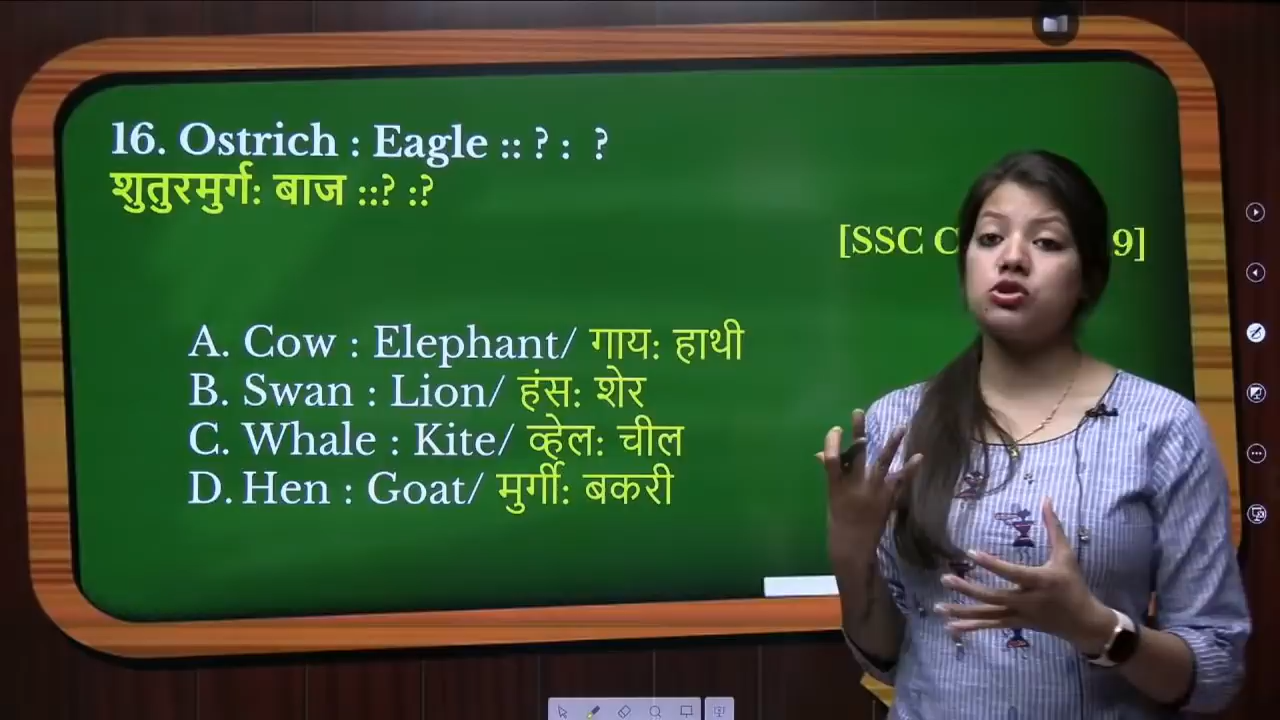 16. Ostrich : Eagle :: ? : ?
शुतुरमुर्ग: बाज ::? :?
[SSC C 9]
A. Cow : Elephant/ गाय: हाथी
B. Swan : Lion/ हंस: शेर
C. Whale : Kite/ व्हेल: चील
D. Hen : Goat/ मुर्गी: बकरी